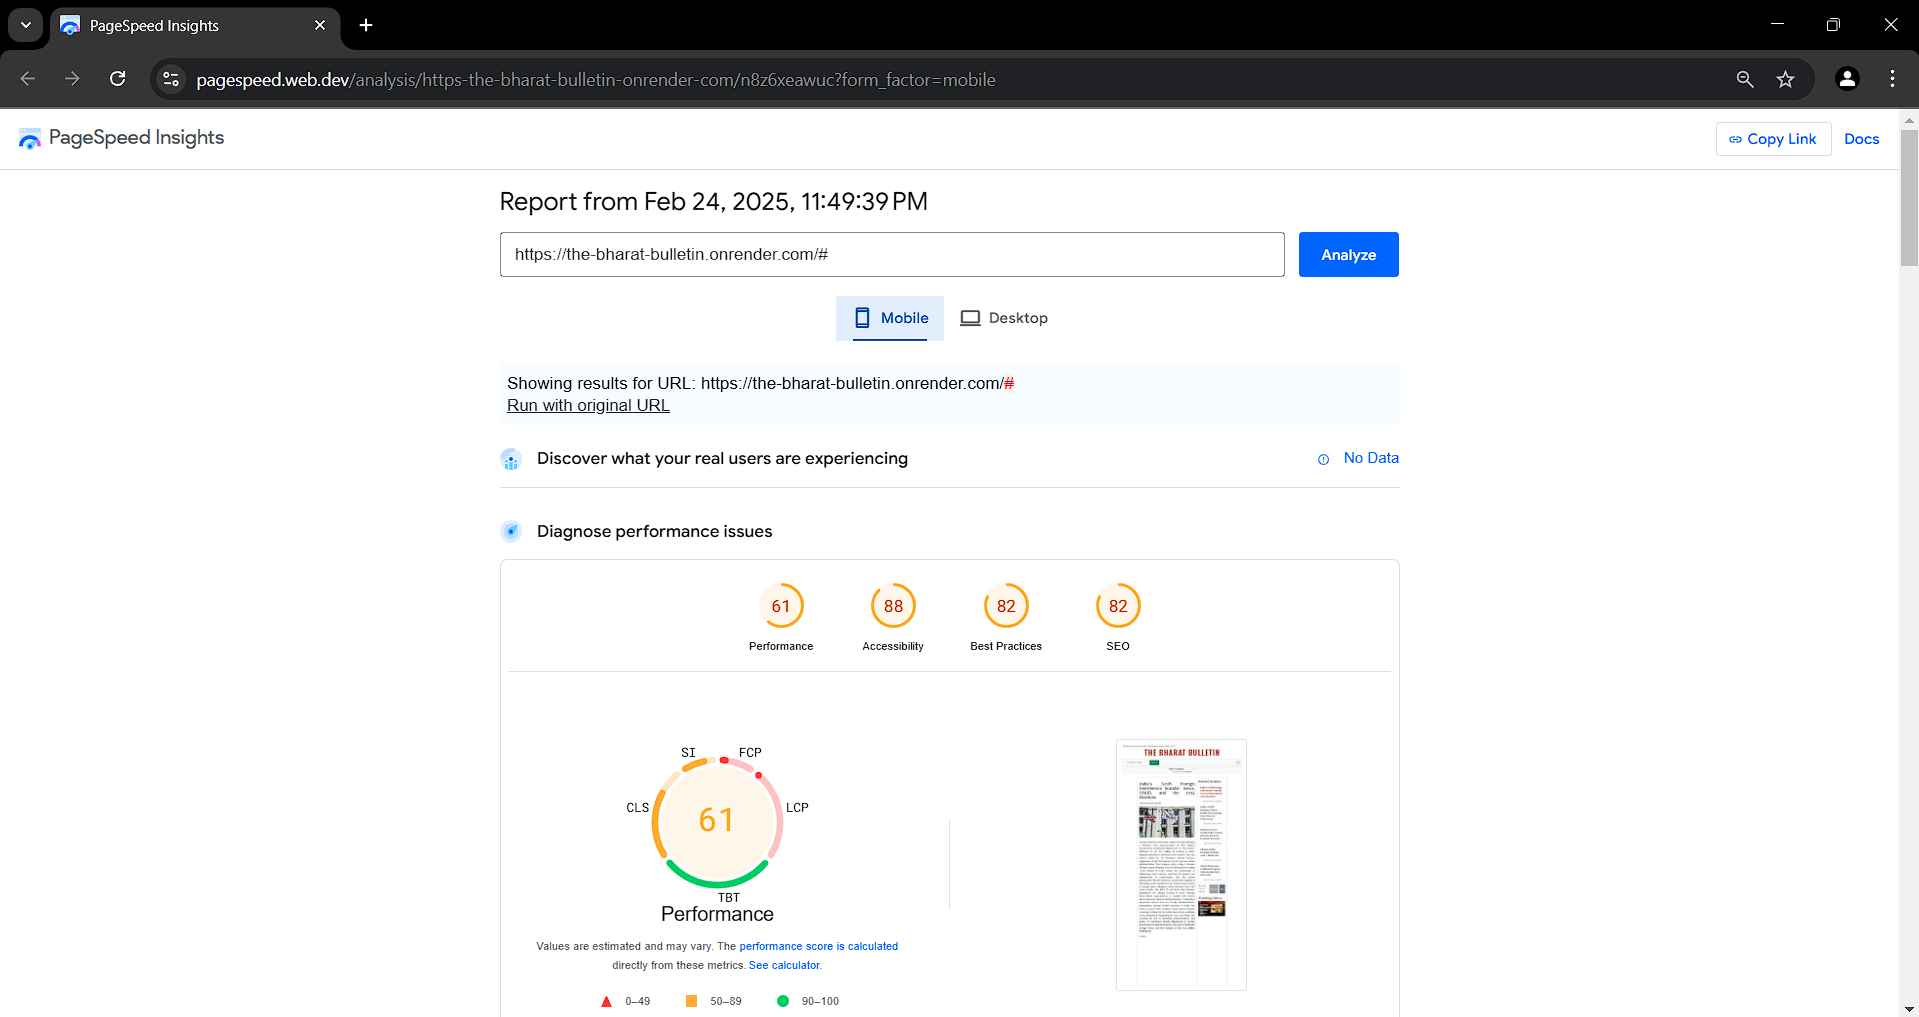 PageSpeed Insights
pagespeed.web.dev/analysis/https-the-bharat-bulletin-onrender-com/n8z6xeawuc?form_factor=mobile
PageSpeed Insights
Copy Link
Docs
Report from Feb 24, 2025, 11:49:39 PM
https://the-bharat-bulletin.onrender.com/#
Analyze
Mobile
Desktop
Showing results for URL: https://the-bharat-bulletin.onrender.com/#
Run with original URL
Discover what your real users are experiencing
No Data
Diagnose performance issues
61
88
82
82
Performance
Accessibility
Best Practices
SEO
SI
FCP
CLS
LCP
61
TBT
Performance
THE BHARAT BULLETIN
Values are estimated and may vary. The performance score is calculated
directly from these metrics. See calculator.
0–49
50–89
90–100